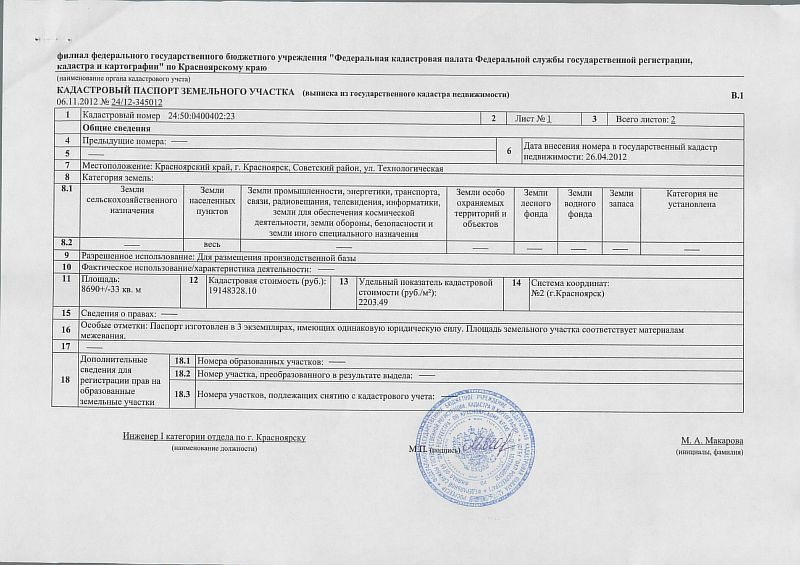 филиал федерального государственного бюджетного учреждения "Федеральная кадастровая палата Федеральной службы государственной регистрации,
кадастра и картографии" по Красноярскому краю
(наименование органа кадастрового учета)
КАДАСТРОВЫЙ ПАСПОРТ ЗЕМЕЛЬНОГО УЧАСТКА (выписка из государственного кадастра недвижимости) В.1
06.11.2012 № 24/12-345012
1 Кадастровый номер 24:50:0400402:23 2 Лист № 1 3 Всего листов: 2
Общие сведения
4 Предыдущие номера: ——
5 ——
6 Дата внесения номера в государственный кадастр
недвижимости: 26.04.2012
7 Местоположение: Красноярский край, г. Красноярск, Советский район, ул. Технологическая
8 Категория земель:
8.1 Земли
сельскохозяйственного
назначения
Земли
населенных
пунктов
Земли промышленности, энергетики, транспорта,
связи, радиовещания, телевидения, информатики,
земли для обеспечения космической
деятельности, земли обороны, безопасности и
земли иного специального назначения
Земли особо
охраняемых
территорий и
объектов
Земли
лесного
фонда
Земли
водного
фонда
Земли
запаса
Категория не
установлена
8.2 —— весь —— —— —— —— —— ——
9 Разрешенное использование: Для размещения производственной базы
10 Фактическое использование/характеристика деятельности: ——
11 Площадь:
8690+/-33 кв. м
12 Кадастровая стоимость (руб.):
19148328.10
13 Удельный показатель кадастровой
стоимости (руб./м²):
2203.49
14 Система координат:
№2 (г.Красноярск)
15 Сведения о правах: ——
16 Особые отметки: Паспорт изготовлен в 3 экземплярах, имеющих одинаковую юридическую силу. Площадь земельного участка соответствует материалам
межевания.
17 ——
18 Дополнительные
сведения для
регистрации прав на
образованные
земельные участки
18.1 Номера образованных участков: ——
18.2 Номер участка, преобразованного в результате выдела: ——
18.3 Номера участков, подлежащих снятию с кадастрового учета: ——
Инженер I категории отдела по г. Красноярску
(наименование должности)
М.П. (подпись)
М. А. Макарова
(инициалы, фамилия)